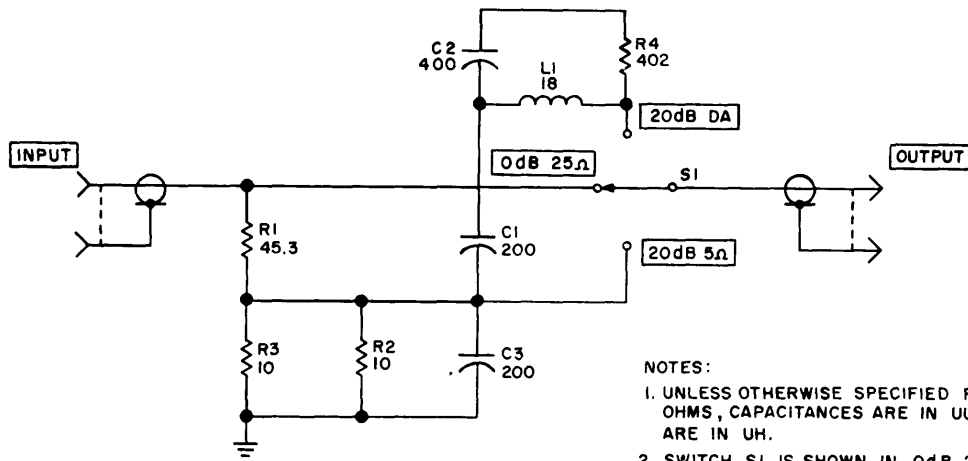 C2
400
R4
402
L1
18
20dB DA
INPUT
0dB 25Ω
OUTPUT
S1
R1
45.3
C1
200
20dB 5Ω
R3
10
R2
10
C3
200
NOTES:
1. UNLESS OTHERWISE SPECIFIED
OHMS, CAPACITANCES ARE IN
ARE IN UH.
2. SWITCH S1 IS SHOWN IN 0dB